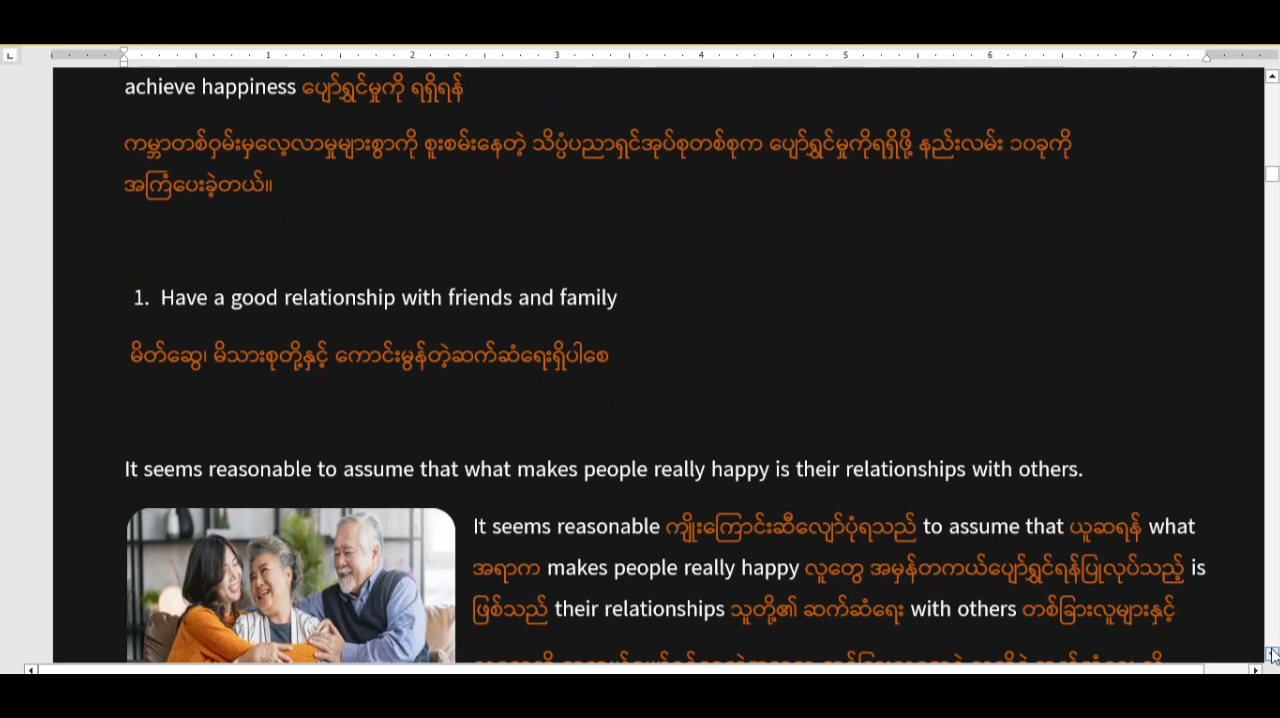 1 2 3 4 5 6 7
achieve happiness ပျော်ရွှင်မှုကို ရရှိရန်
ကမ္ဘာတစ်ဝှမ်းမှလေ့လာမှုများစွာကို စူးစမ်းနေတဲ့ သိပ္ပံပညာရှင်အုပ်စုတစ်စုက ပျော်ရွှင်မှုကိုရရှိဖို့ နည်းလမ်း ၁၀ခုကို
အကြံပေးခဲ့တယ်။
1. Have a good relationship with friends and family
မိတ်ဆွေ၊ မိသားစုတို့နှင့် ကောင်းမွန်တဲ့ဆက်ဆံရေးရှိပါစေ
It seems reasonable to assume that what makes people really happy is their relationships with others.
It seems reasonable ကျိုးကြောင်းဆီလျော်ပုံရသည် to assume that ယူဆရန် what
အရာက makes people really happy လူတွေ အမှန်တကယ်ပျော်ရွှင်ရန်ပြုလုပ်သည့် is
ဖြစ်သည် their relationships သူတို့၏ ဆက်ဆံရေး with others တစ်ခြားလူများနှင့်